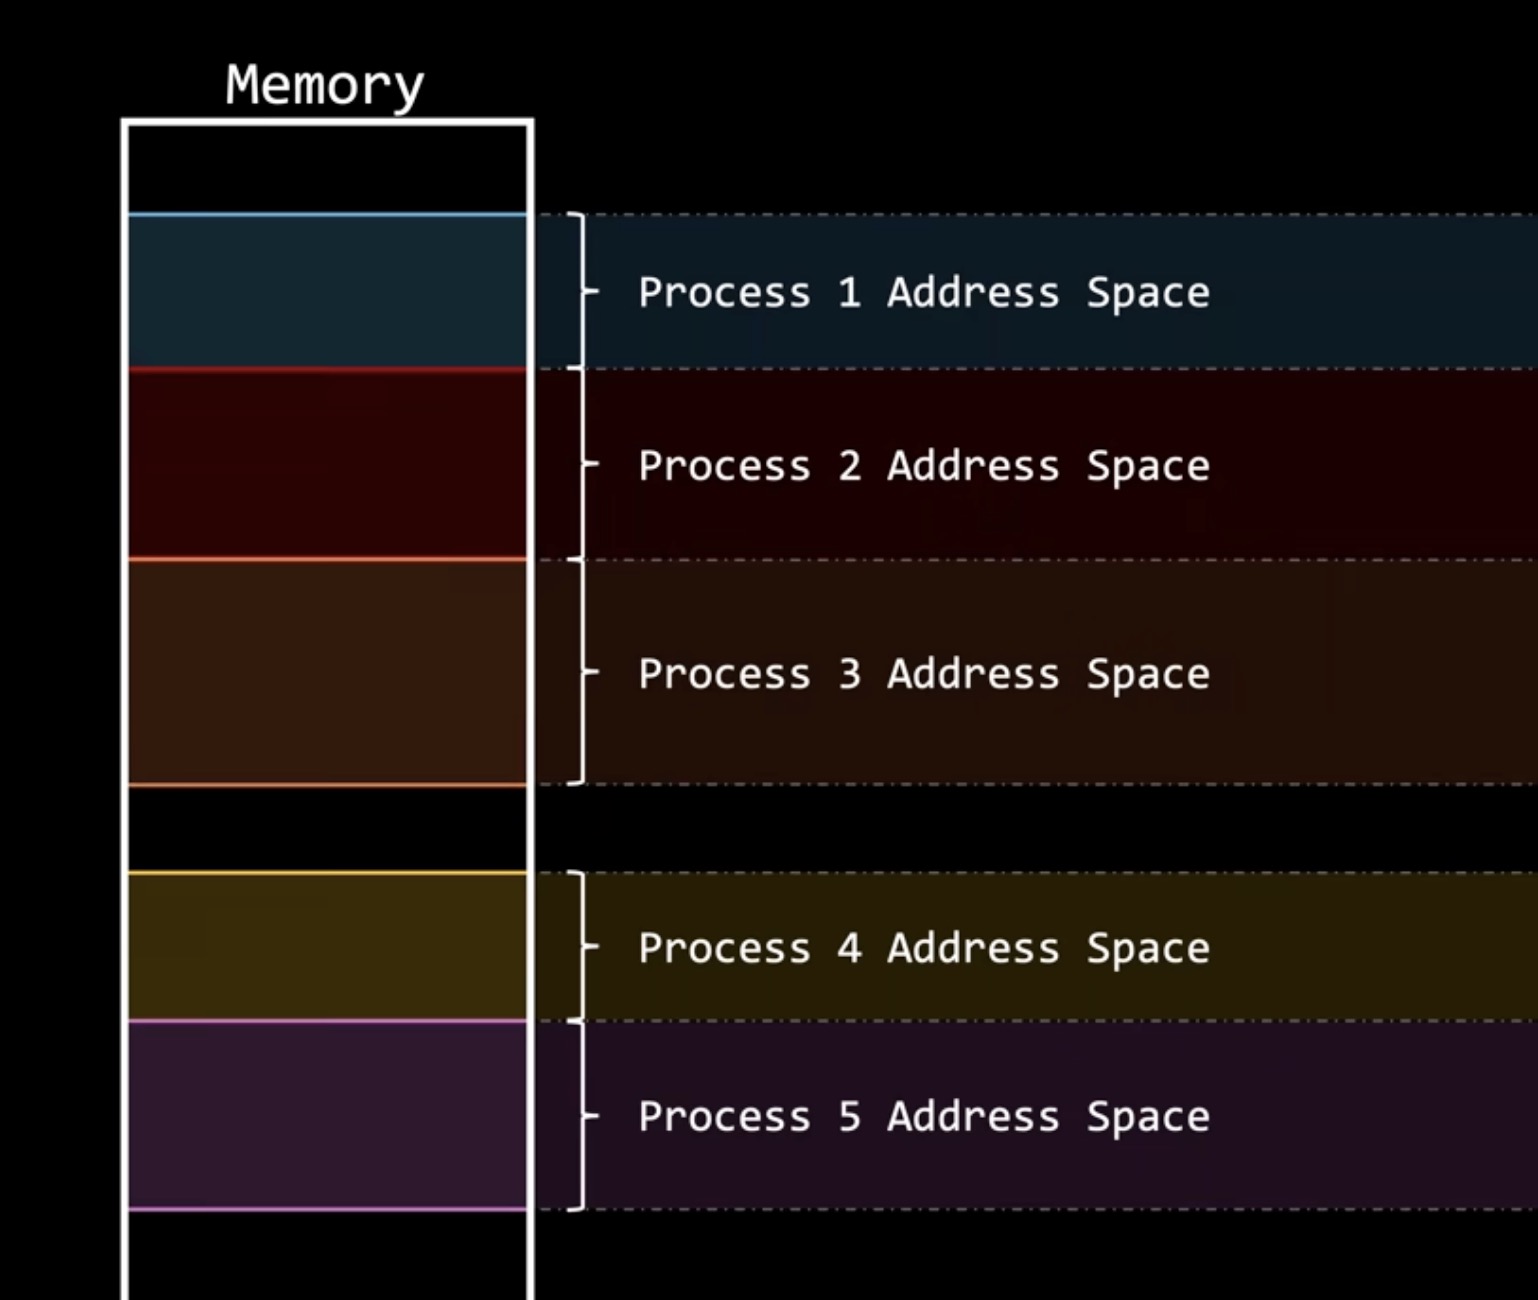 Memory
Process 1 Address Space
Process 2 Address Space
Process 3 Address Space
Process 4 Address Space
Process 5 Address Space